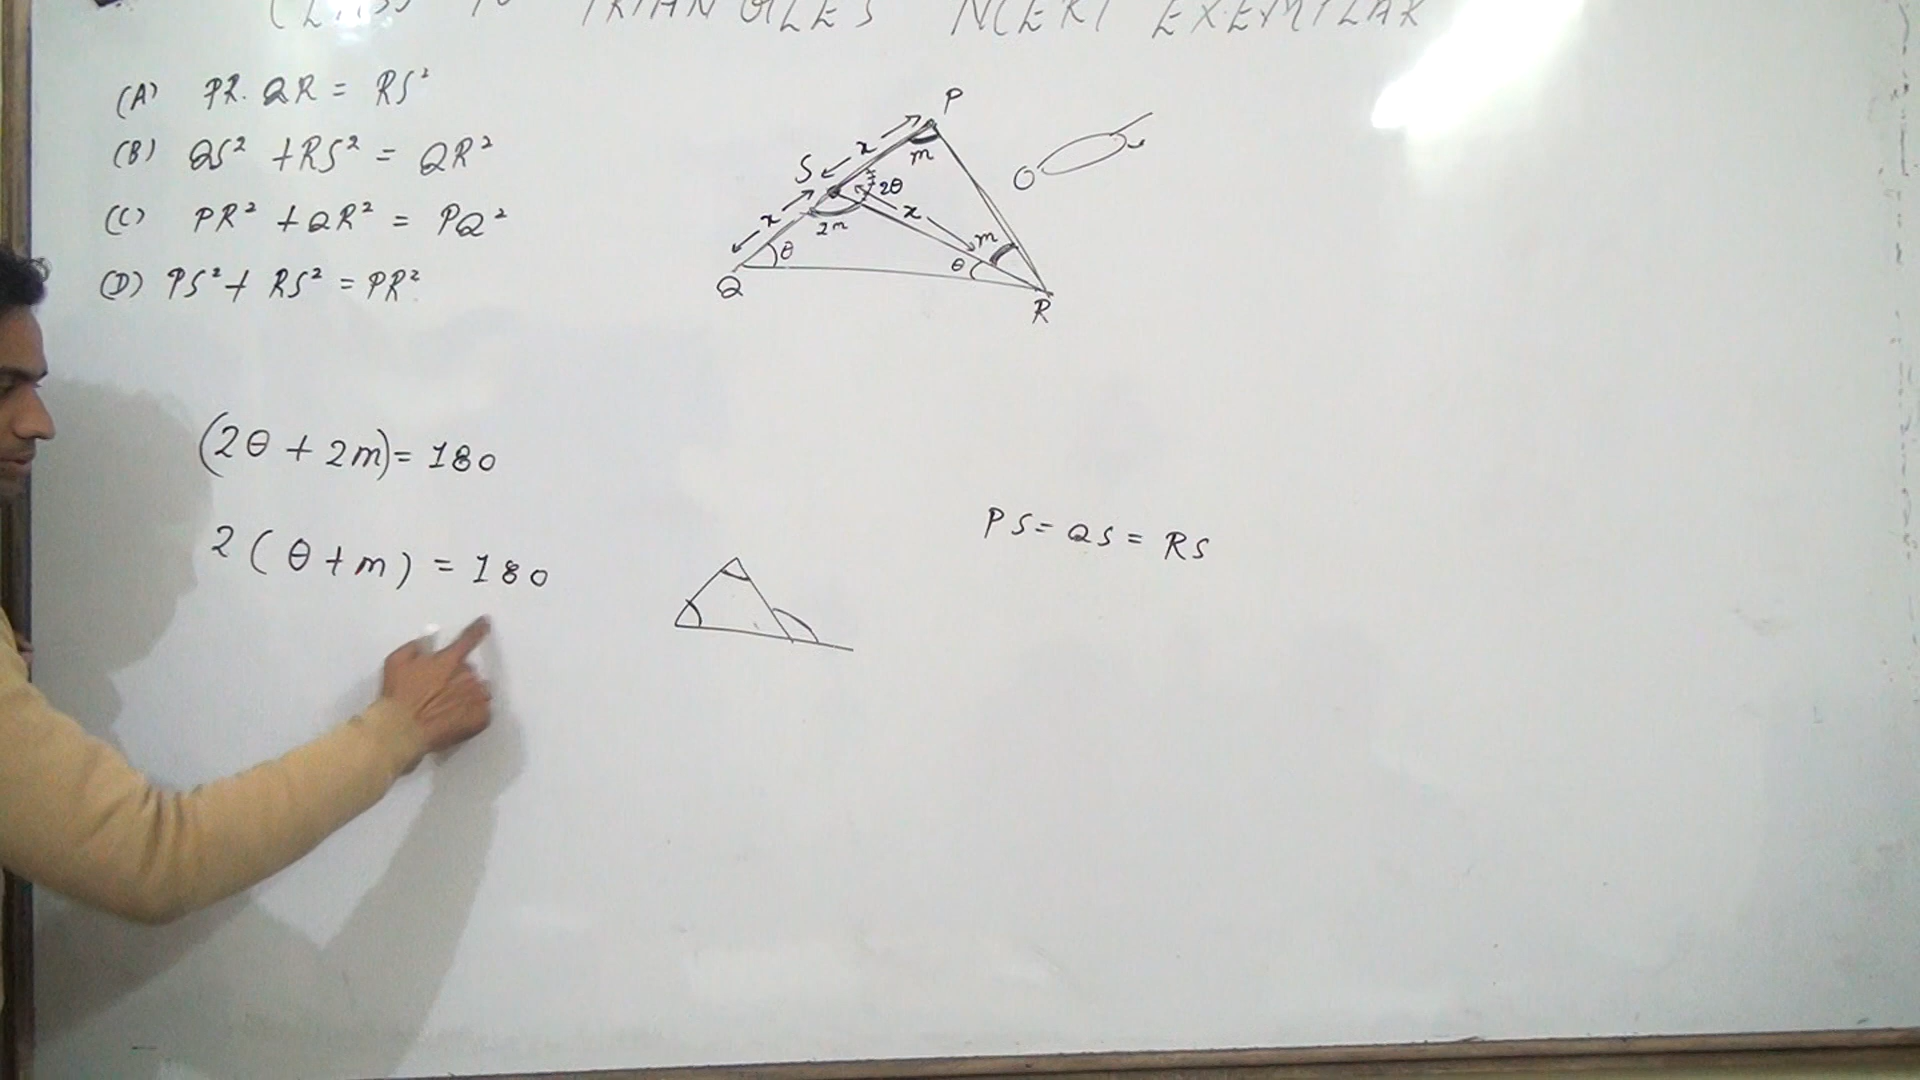 CLASS 10 TRIANGLES NCERT EXEMPLAR
(A) PR. QR = RS²
(B) QS² + RS² = QR²
(C) PR² + QR² = PQ²
(D) PS² + RS² = PR²
P
m
x
S
2θ
x
x
2m
m
θ
θ
Q
R
(2θ + 2m) = 180
2 ( θ + m ) = 180
PS = QS = RS